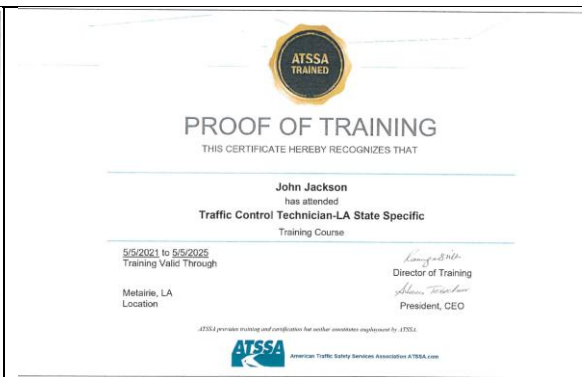 ATSSA
TRAINED
PROOF OF TRAINING
THIS CERTIFICATE HEREBY RECOGNIZES THAT
John Jackson
has attended
Traffic Control Technician-LA State Specific
Training Course
5/5/2021 to 5/5/2025
Training Valid Through
Director of Training
Metairie, LA
Location
President, CEO
ATSSA provides training and certification but neither constitutes employment by ATSSA.
ATSSA
American Traffic Safety Services Association ATSSA.com